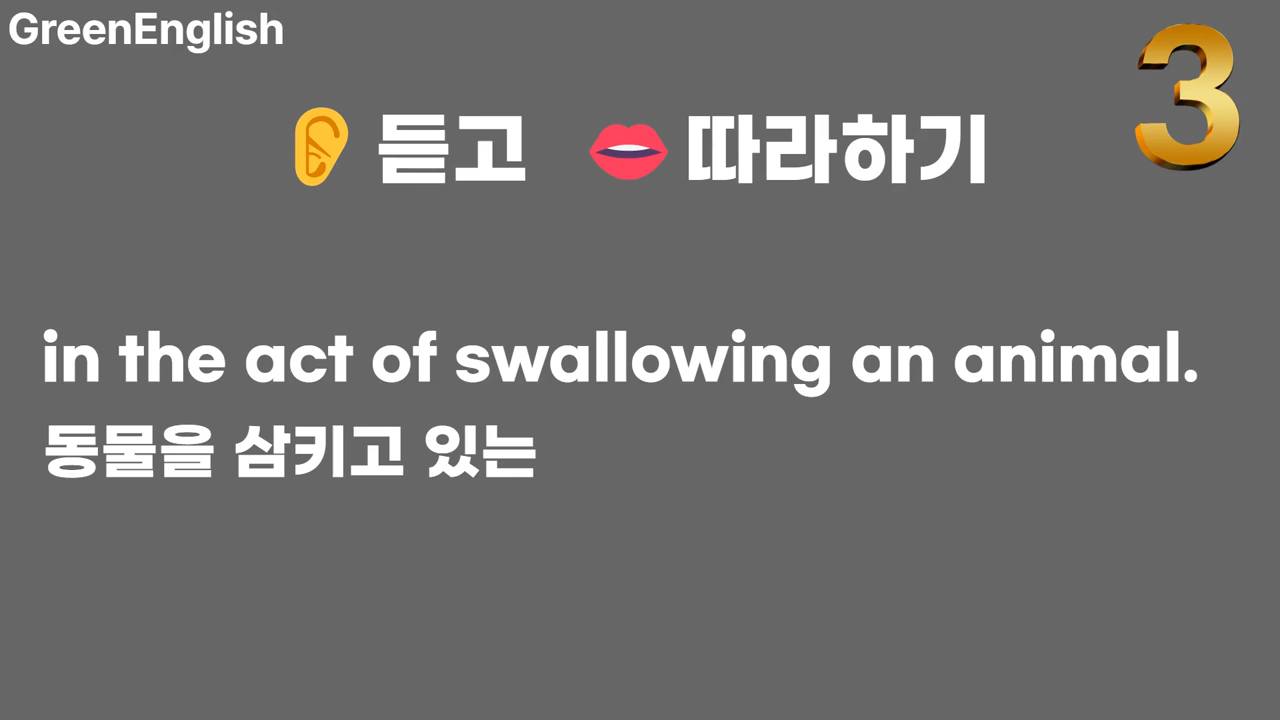 GreenEnglish
3
듣고 따라하기
in the act of swallowing an animal.
동물을 삼키고 있는